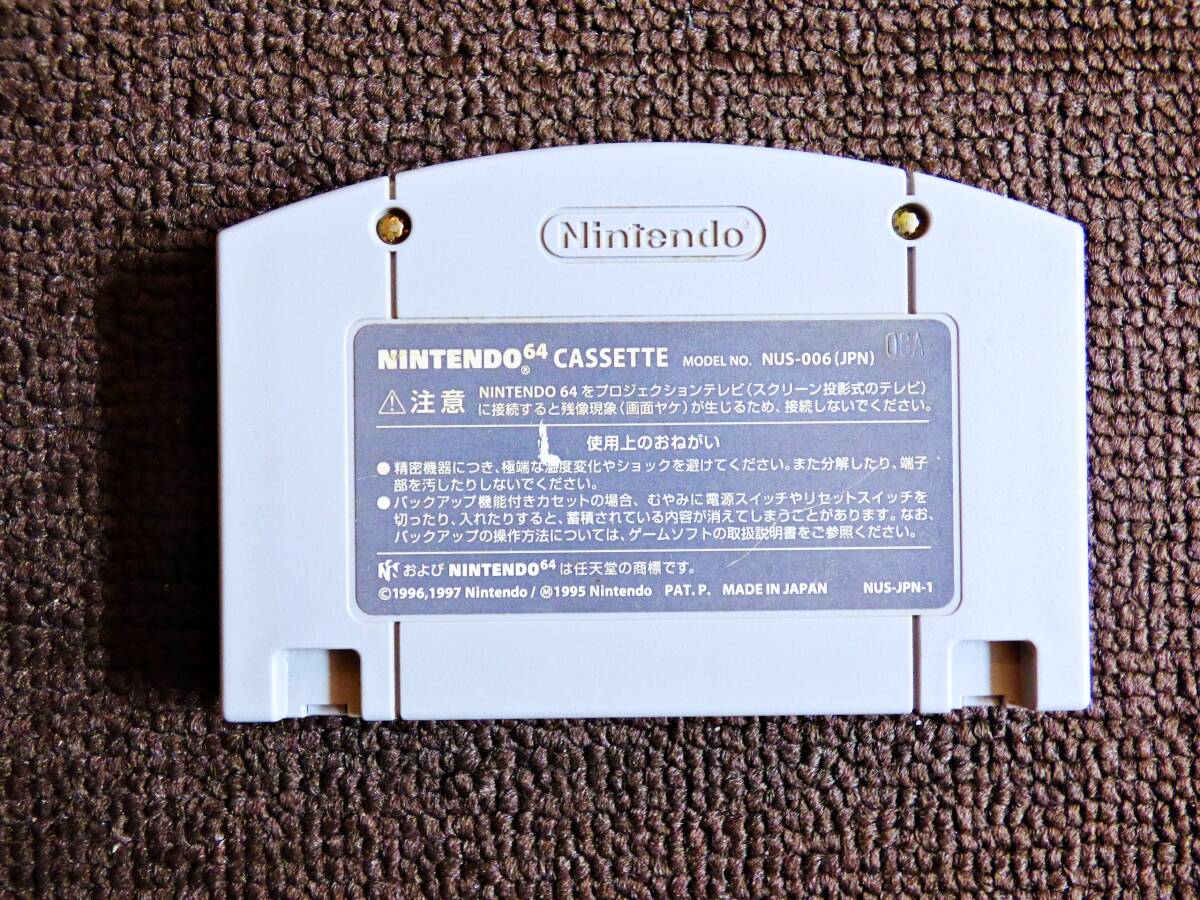 Nintendo®
NINTENDO64® CASSETTE MODEL NO. NUS-006(JPN) 08A
⚠注意 NINTENDO 64 をプロジェクションテレビ(スクリーン投影式のテレビ)
に接続すると残像現象(画面ヤケ)が生じるため、接続しないでください。
使用上のおねがい
●精密機器につき、極端な温度変化やショックを避けてください。また分解したり、端子
部を汚したりしないでください。
●バックアップ機能付きカセットの場合、むやみに電源スイッチやリセットスイッチを
切ったり、入れたりすると、蓄積されている内容が消えてしまうことがあります。なお、
バックアップの操作方法については、ゲームソフトの取扱説明書をご参照ください。
および NINTENDO64 は任天堂の商標です。
©1996,1997 Nintendo / Ⓜ1995 Nintendo PAT. P. MADE IN JAPAN NUS-JPN-1